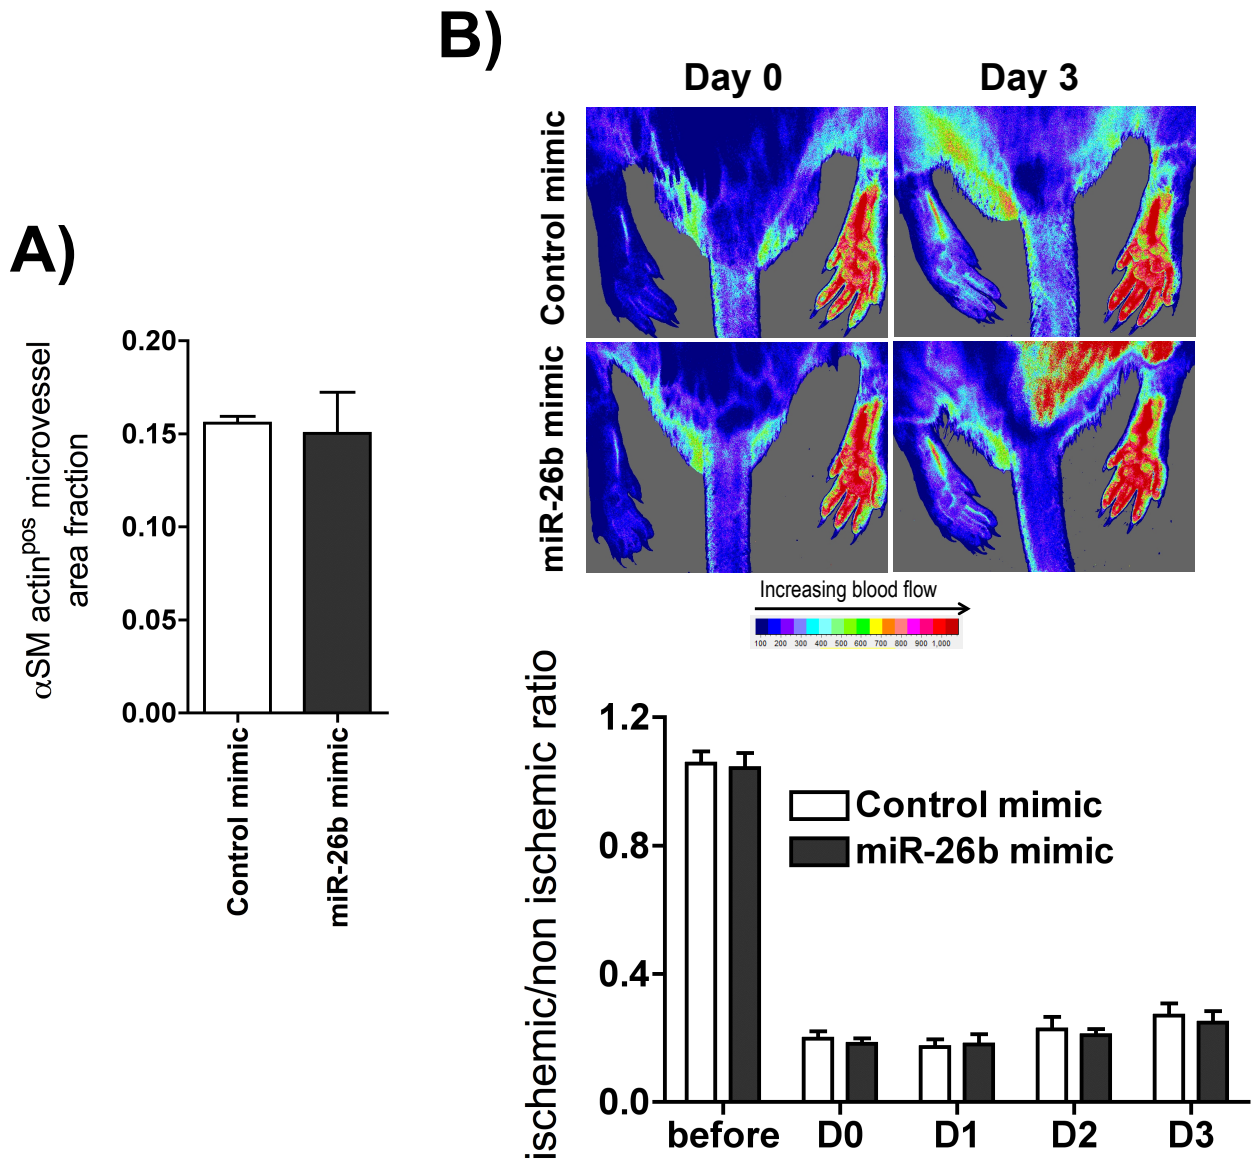 A)
αSM actinpos microvessel
area fraction
0.20
0.15
0.10
0.05
0.00
Control mimic
miR-26b mimic
B)
Day 0
Day 3
Control mimic
miR-26b mimic
Increasing blood flow
100 200 300 400 500 600 700 800 900 1,000
ischemic/non ischemic ratio
1.2
0.8
0.4
0.0
Control mimic
miR-26b mimic
before D0 D1 D2 D3